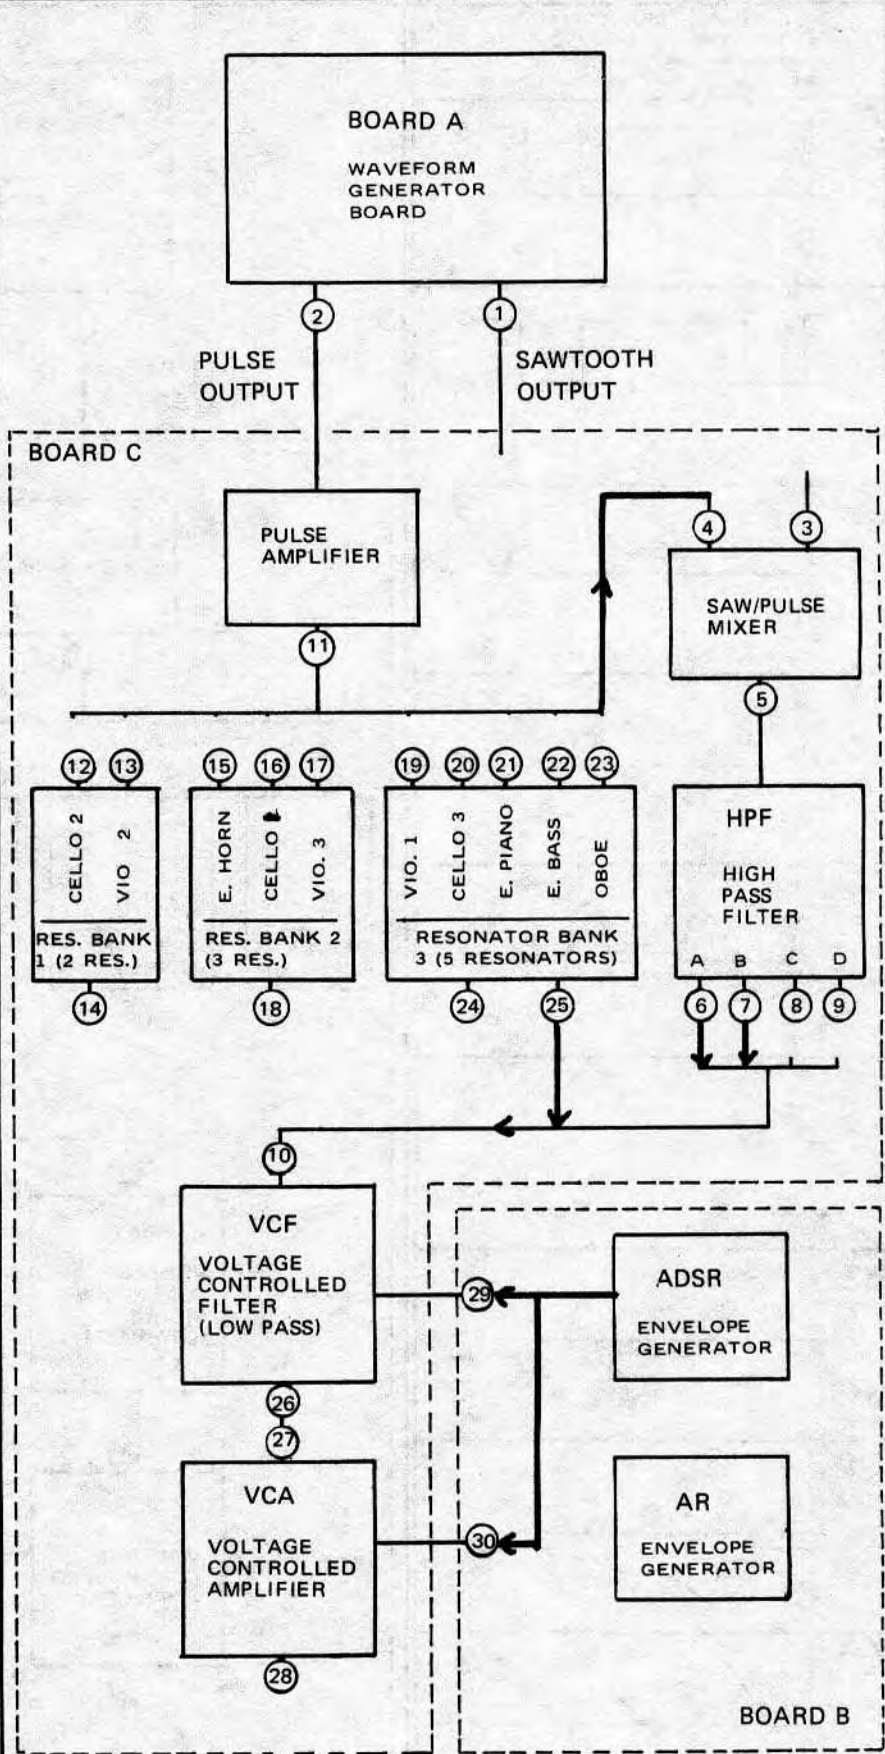 BOARD A
WAVEFORM
GENERATOR
BOARD
2
1
PULSE
OUTPUT
SAWTOOTH
OUTPUT
BOARD C
PULSE
AMPLIFIER
4
3
SAW/PULSE
MIXER
11
5
12
13
15
16
17
19
20
21
22
23
CELLO 2
VIO 2
E. HORN
CELLO
VIO. 3
VIO. 1
CELLO 3
E. PIANO
E. BASS
OBOE
HPF
HIGH
PASS
FILTER
RES. BANK
1 (2 RES.)
RES. BANK 2
(3 RES.)
RESONATOR BANK
3 (5 RESONATORS)
A B C D
14
18
24
25
6
7
8
9
10
VCF
VOLTAGE
CONTROLLED
FILTER
(LOW PASS)
29
ADSR
ENVELOPE
GENERATOR
26
27
VCA
VOLTAGE
CONTROLLED
AMPLIFIER
30
AR
ENVELOPE
GENERATOR
28
BOARD B